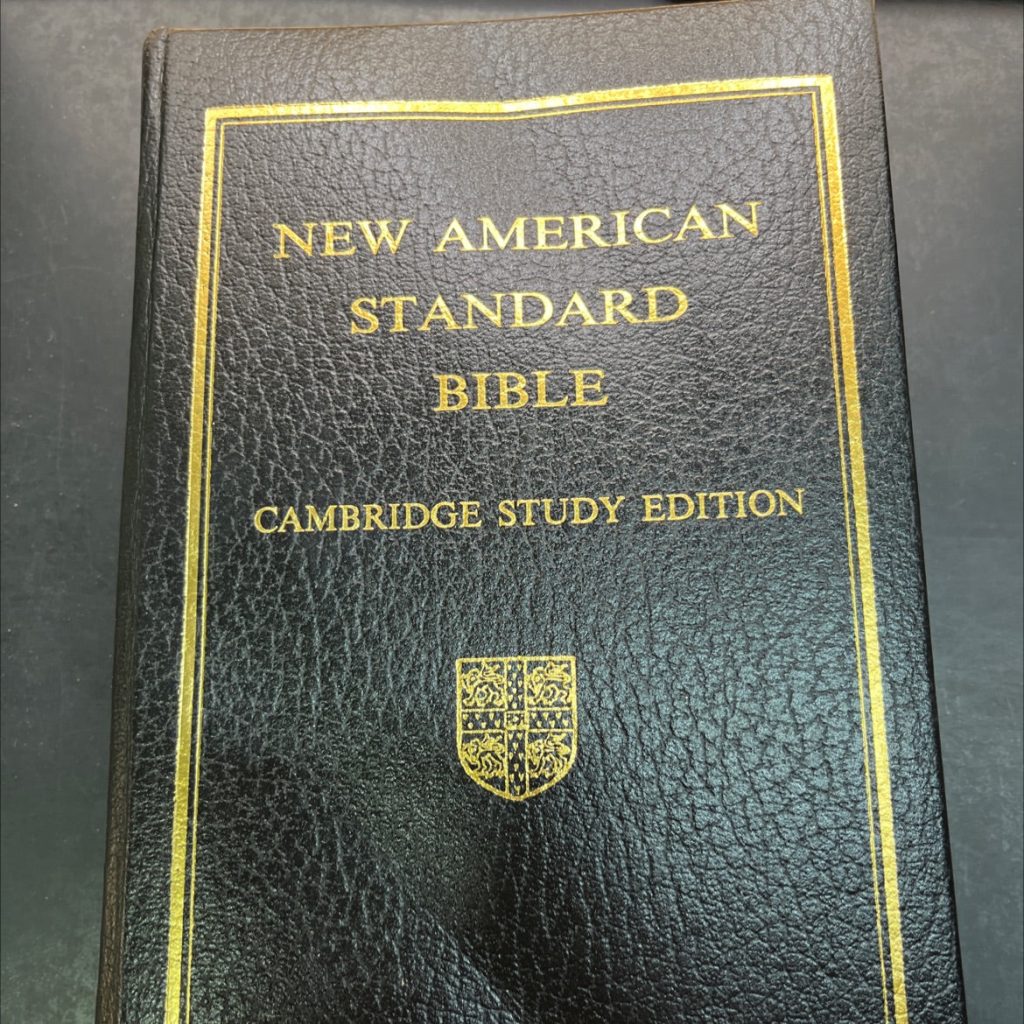 NEW AMERICAN
STANDARD
BIBLE
CAMBRIDGE STUDY EDITION